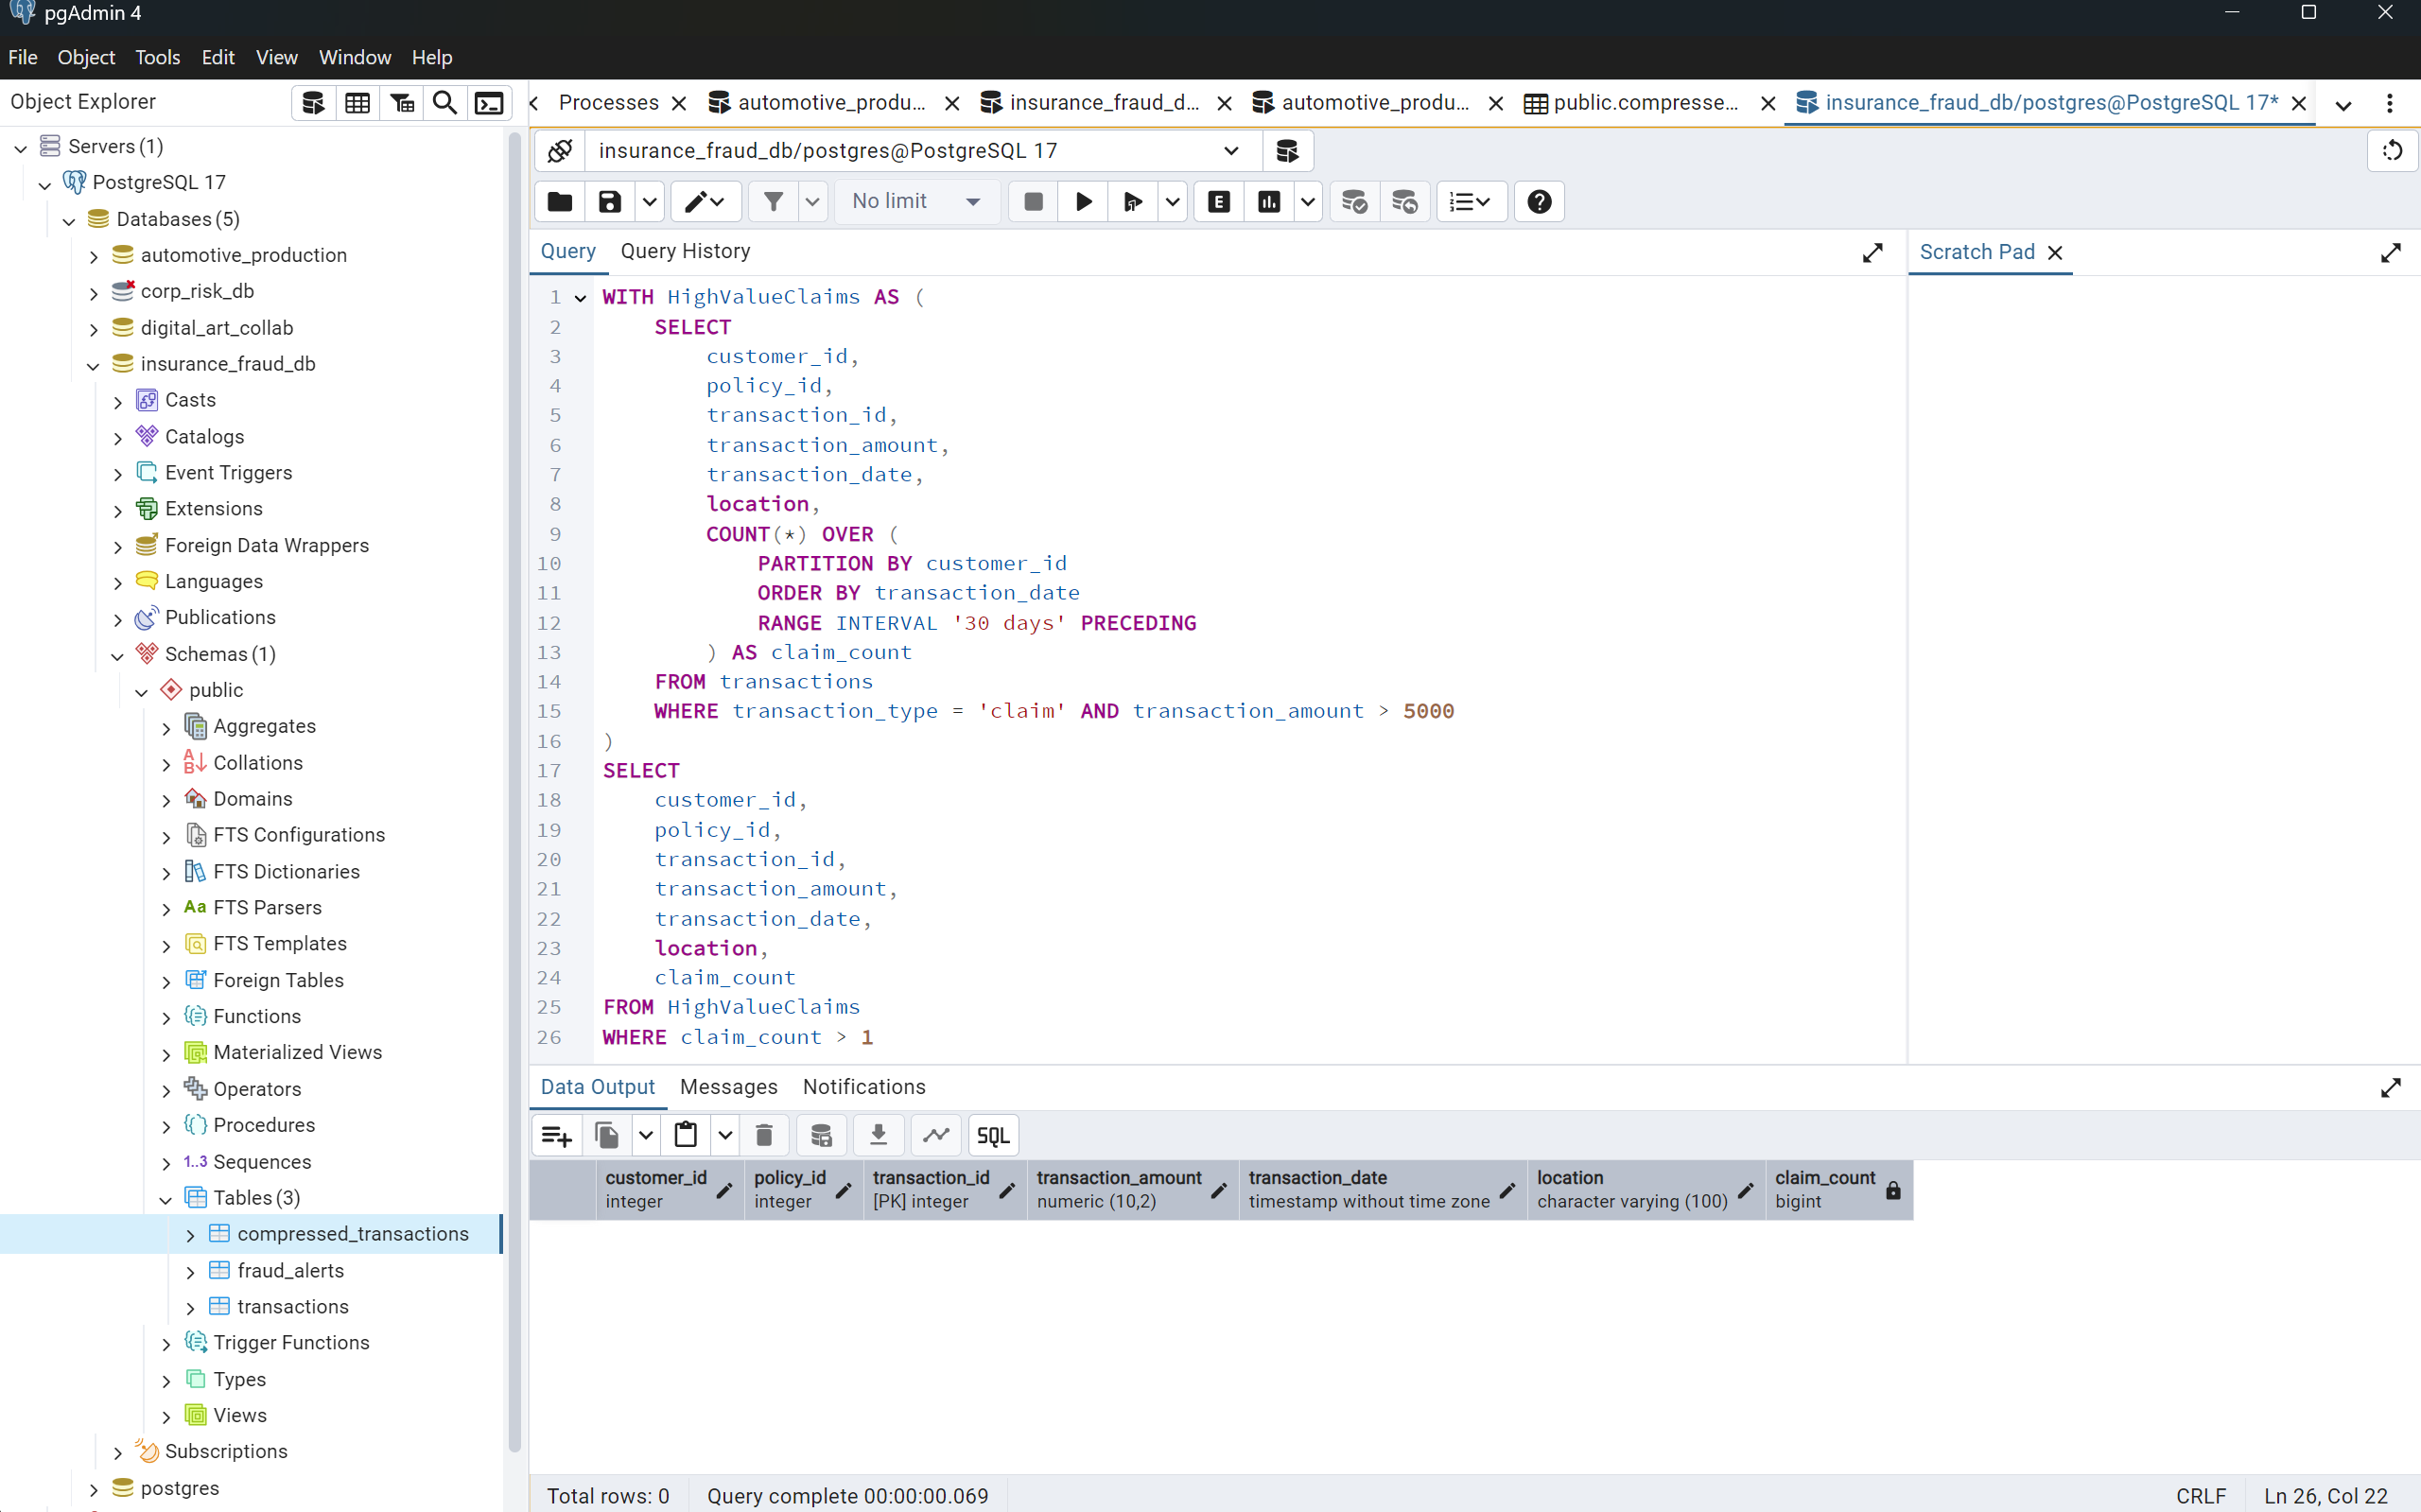 pgAdmin 4
File Object Tools Edit View Window Help
Object Explorer
Processes automotive_produ... insurance_fraud_d... automotive_produ... public.compresse... insurance_fraud_db/postgres@PostgreSQL 17*
Servers (1)
PostgreSQL 17
Databases (5)
automotive_production
corp_risk_db
digital_art_collab
insurance_fraud_db
Casts
Catalogs
Event Triggers
Extensions
Foreign Data Wrappers
Languages
Publications
Schemas (1)
public
Aggregates
Collations
Domains
FTS Configurations
FTS Dictionaries
Aa FTS Parsers
FTS Templates
Foreign Tables
Functions
Materialized Views
Operators
Procedures
1..3 Sequences
Tables (3)
compressed_transactions
fraud_alerts
transactions
Trigger Functions
Types
Views
Subscriptions
postgres
insurance_fraud_db/postgres@PostgreSQL 17
No limit
E
Query Query History
Scratch Pad
1 WITH HighValueClaims AS (
2 SELECT
3 customer_id,
4 policy_id,
5 transaction_id,
6 transaction_amount,
7 transaction_date,
8 location,
9 COUNT(*) OVER (
10 PARTITION BY customer_id
11 ORDER BY transaction_date
12 RANGE INTERVAL '30 days' PRECEDING
13 ) AS claim_count
14 FROM transactions
15 WHERE transaction_type = 'claim' AND transaction_amount > 5000
16 )
17 SELECT
18 customer_id,
19 policy_id,
20 transaction_id,
21 transaction_amount,
22 transaction_date,
23 location,
24 claim_count
25 FROM HighValueClaims
26 WHERE claim_count > 1
Data Output Messages Notifications
SQL
customer_id policy_id transaction_id transaction_amount transaction_date location claim_count
integer integer [PK] integer numeric (10,2) timestamp without time zone character varying (100) bigint
Total rows: 0 Query complete 00:00:00.069 CRLF Ln 26, Col 22